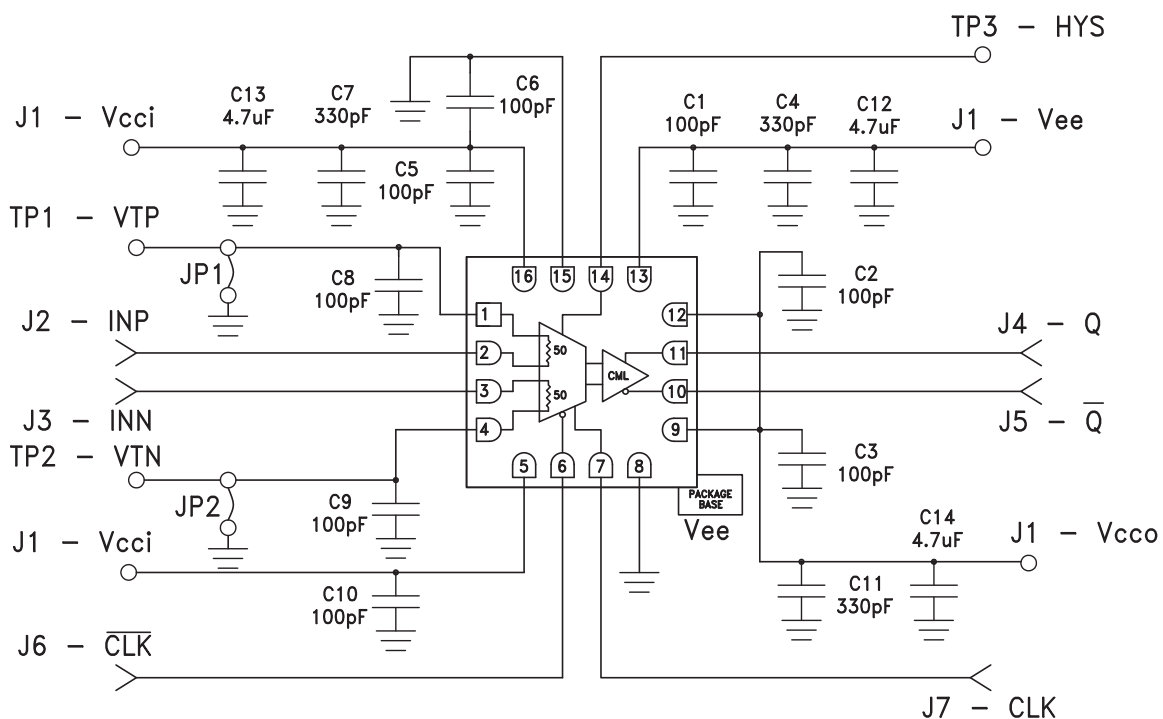 TP3 – HYS
J1 – Vcci
C13
4.7uF
C7
330pF
C6
100pF
C5
100pF
C1
100pF
C4
330pF
C12
4.7uF
J1 – Vee
TP1 – VTP
JP1
C8
100pF
16
15
14
13
C2
100pF
J2 – INP
1
12
J4 – Q
2
50
11
CML
3
50
10
J3 – INN
J5 – Q̅
4
9
TP2 – VTN
5
6
7
8
C3
100pF
JP2
C9
100pF
PACKAGE
BASE
Vee
J1 – Vcci
C14
4.7uF
J1 – Vcco
C10
100pF
C11
330pF
J6 – C̅L̅K̅
J7 – CLK